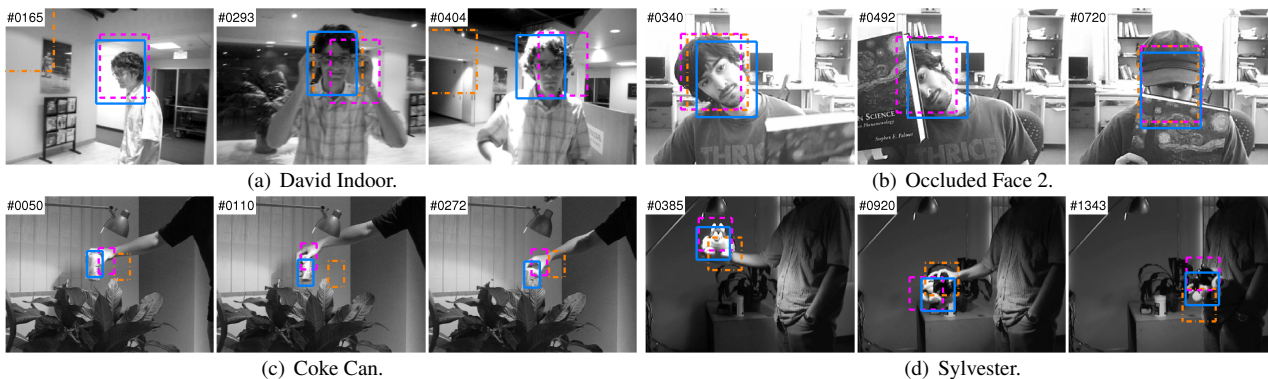 #0165 #0293 #0404 #0340 #0492 #0720
THRICE
SCIENCE
Phenomenology
Stephen E. Palmer
THRICE
(a) David Indoor. (b) Occluded Face 2.
#0050 #0110 #0272 #0385 #0920 #1343
(c) Coke Can. (d) Sylvester.